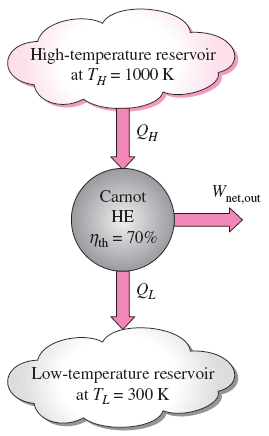 High-temperature reservoir
at T_H = 1000 K
Q_H
Carnot
HE
η_th = 70%
W_net,out
Q_L
Low-temperature reservoir
at T_L = 300 K